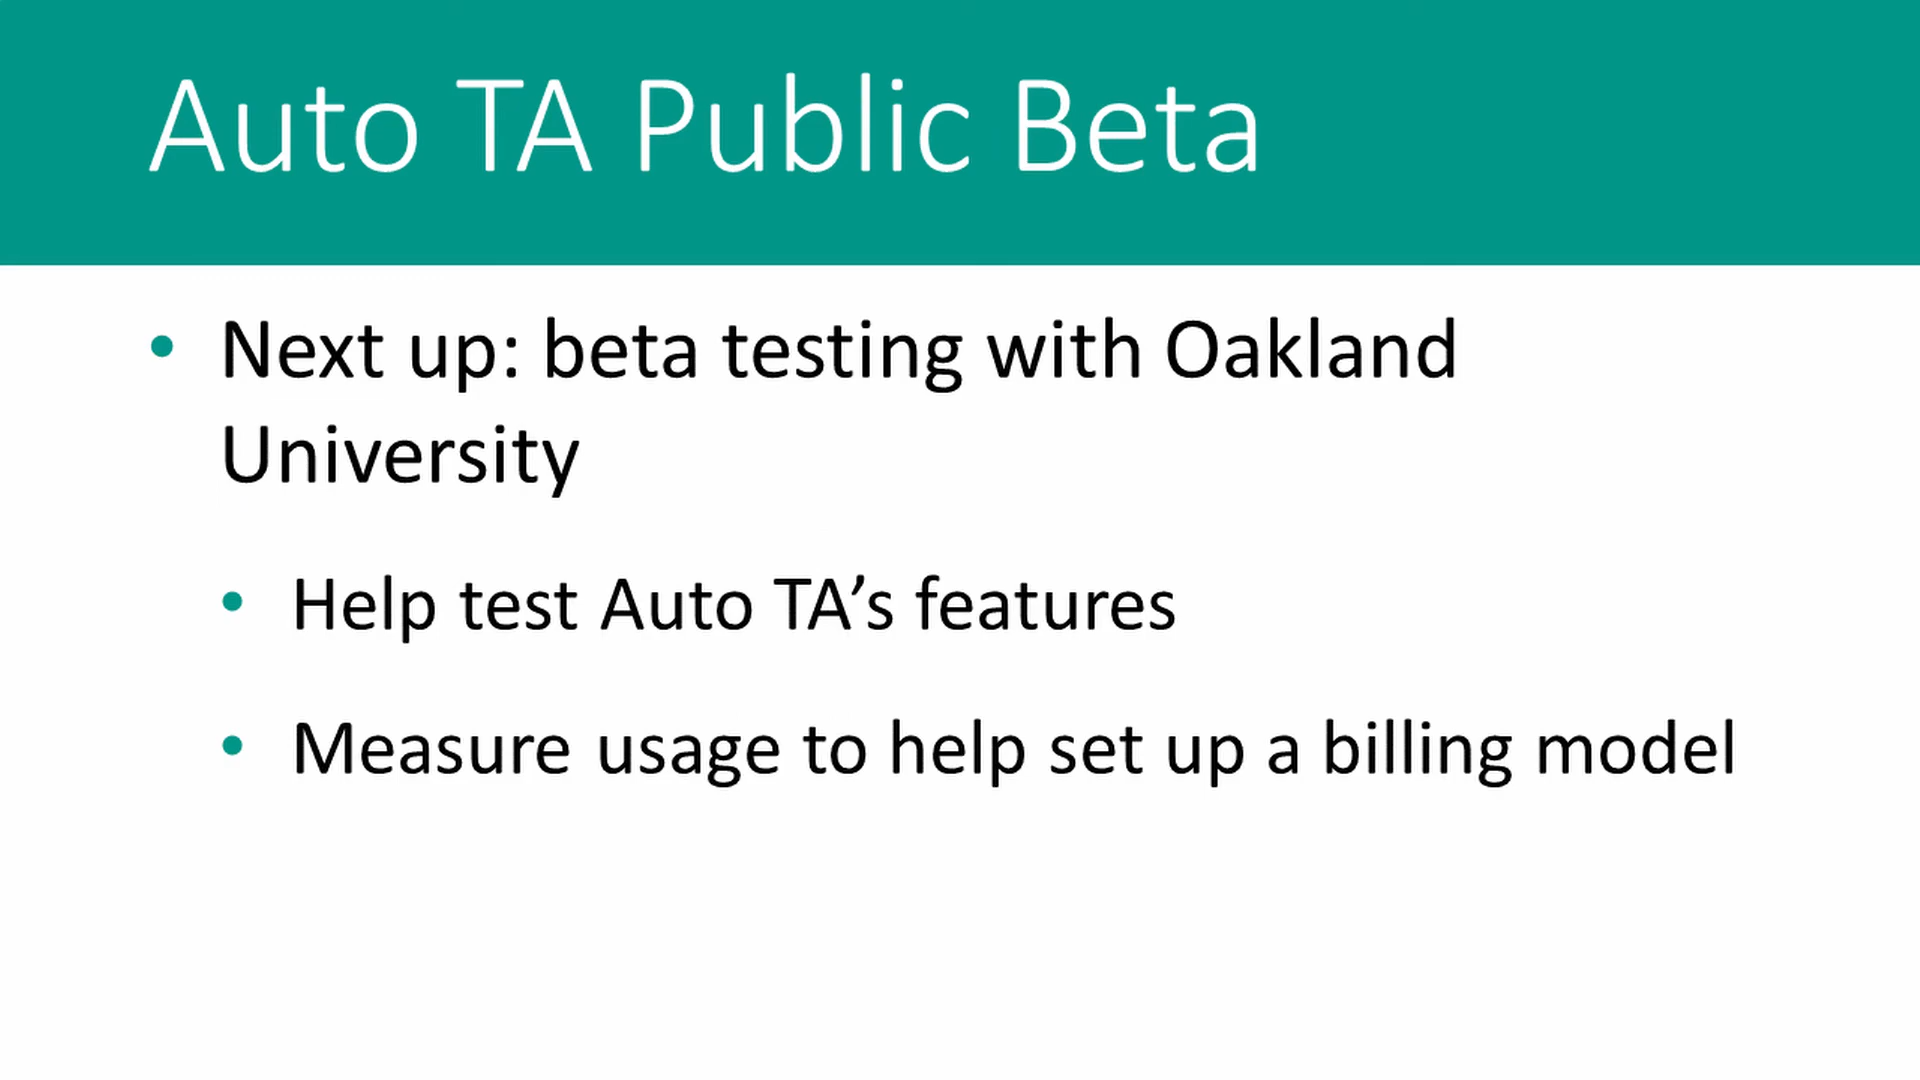 Auto TA Public Beta
• Next up: beta testing with Oakland
University
• Help test Auto TA’s features
• Measure usage to help set up a billing model